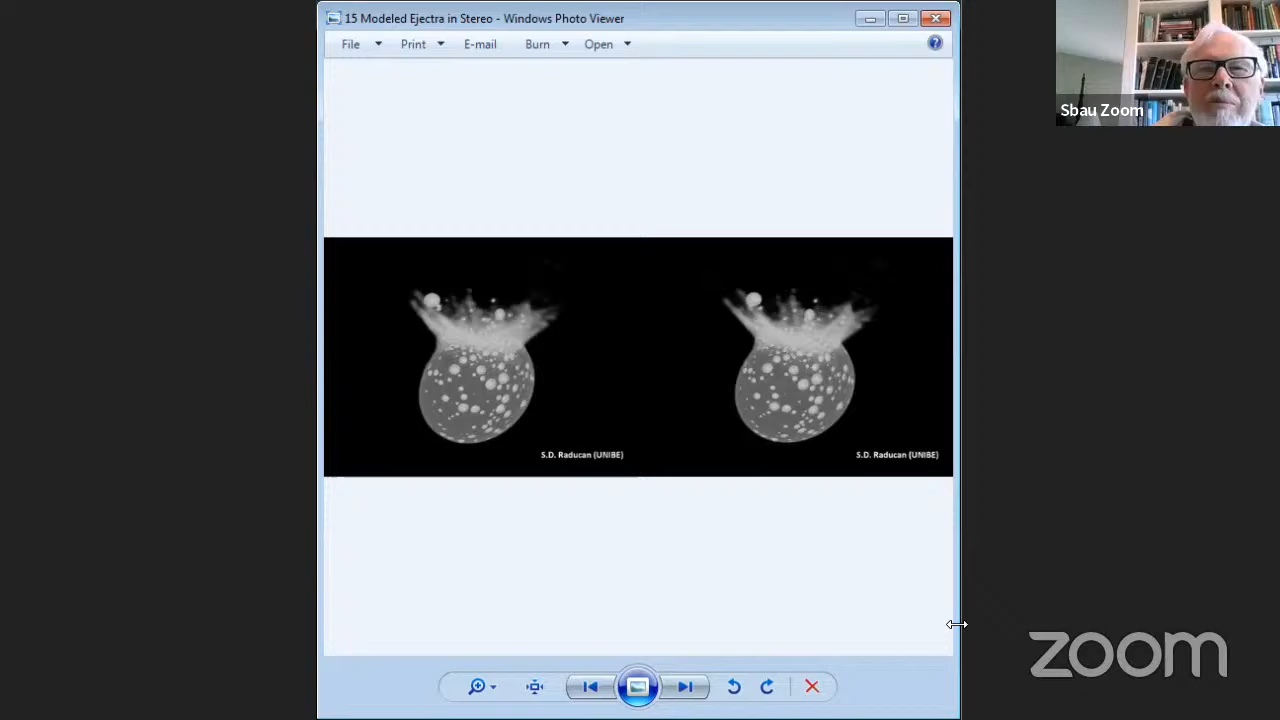 15 Modeled Ejectra in Stereo - Windows Photo Viewer
File Print E-mail Burn Open
Sbau Zoom
S.D. Raducan (UNIBE) S.D. Raducan (UNIBE)
zoom